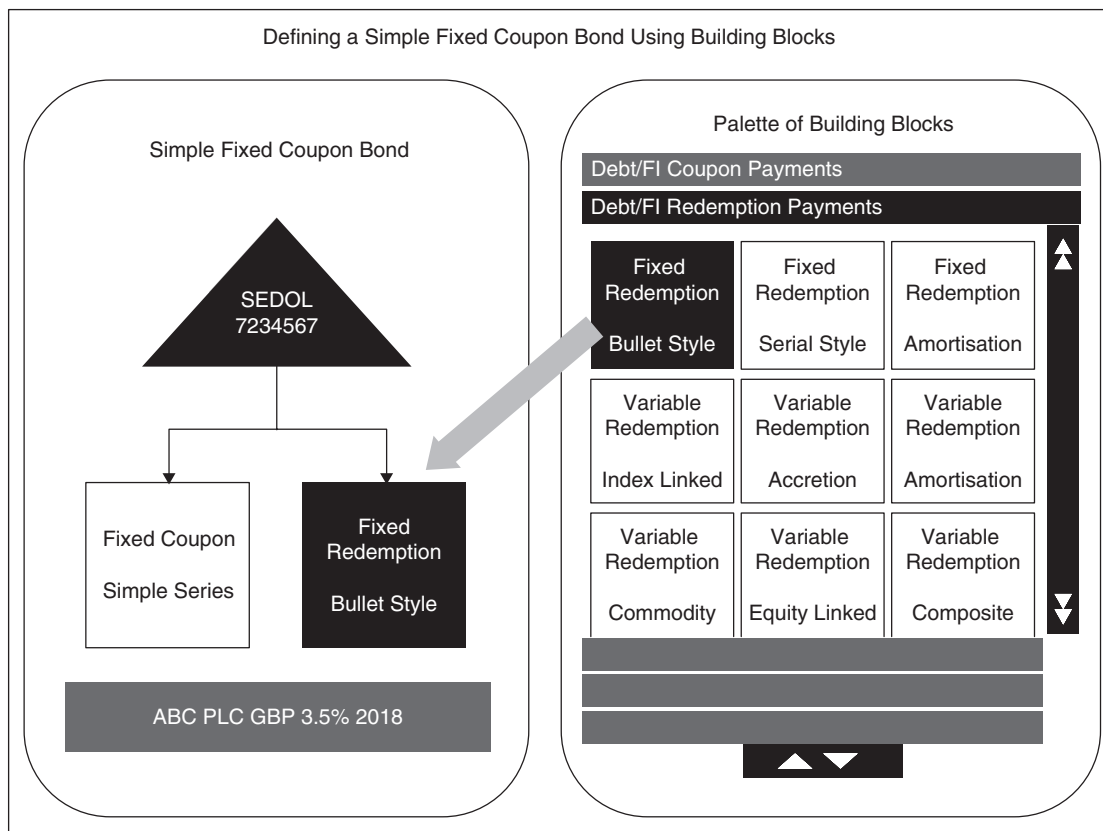 Defining a Simple Fixed Coupon Bond Using Building Blocks
Simple Fixed Coupon Bond
SEDOL
7234567
Fixed Coupon
Simple Series
Fixed
Redemption
Bullet Style
ABC PLC GBP 3.5% 2018
Palette of Building Blocks
Debt/FI Coupon Payments
Debt/FI Redemption Payments
Fixed
Redemption
Bullet Style
Fixed
Redemption
Serial Style
Fixed
Redemption
Amortisation
Variable
Redemption
Index Linked
Variable
Redemption
Accretion
Variable
Redemption
Amortisation
Variable
Redemption
Commodity
Variable
Redemption
Equity Linked
Variable
Redemption
Composite